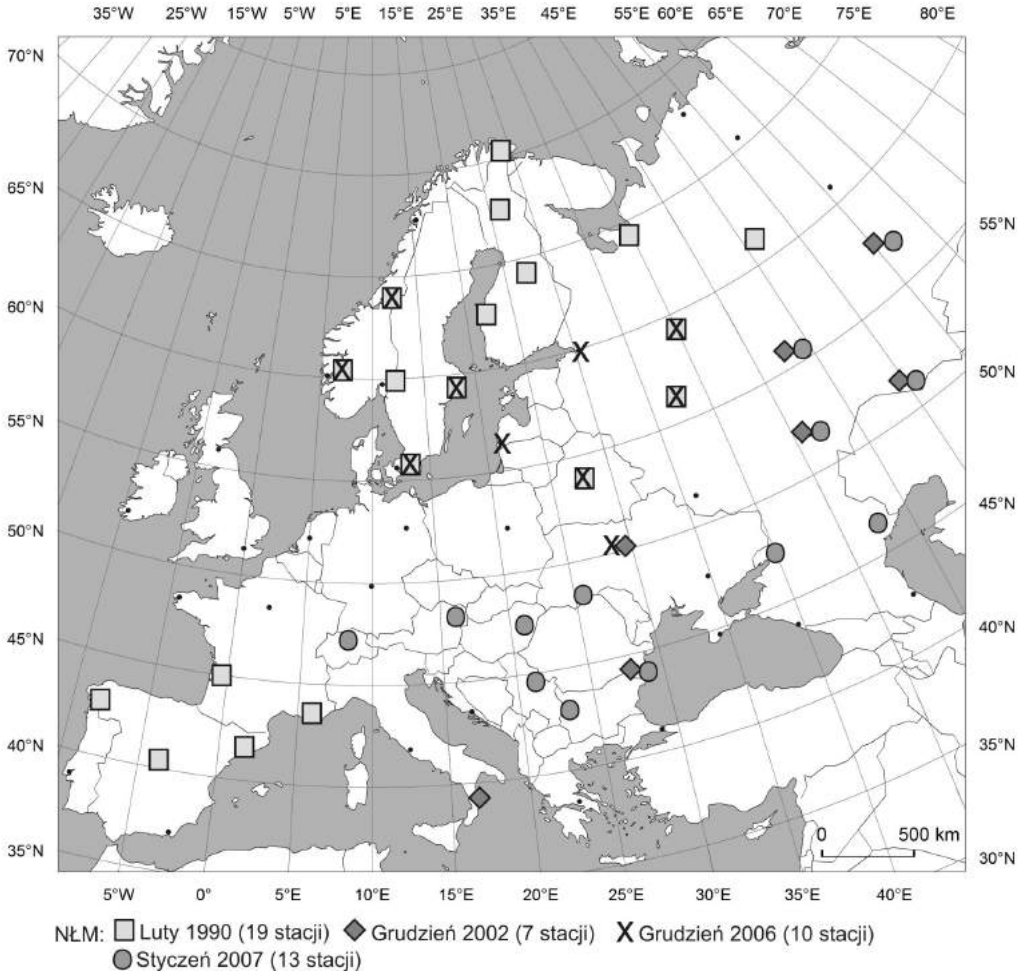 35°W 25°W 15°W 5°W 5°E 15°E 25°E 35°E 45°E 55°E 60°E 70°E 75°E 80°E
70°N
65°N
55°N
60°N
50°N
55°N
45°N
50°N
40°N
45°N
35°N
40°N
0 500 km
35°N
30°N
5°W 0° 5°E 10°E 15°E 20°E 25°E 30°E 35°E 40°E
NŁM: Luty 1990 (19 stacji) Grudzień 2002 (7 stacji) X Grudzień 2006 (10 stacji)
Styczeń 2007 (13 stacji)